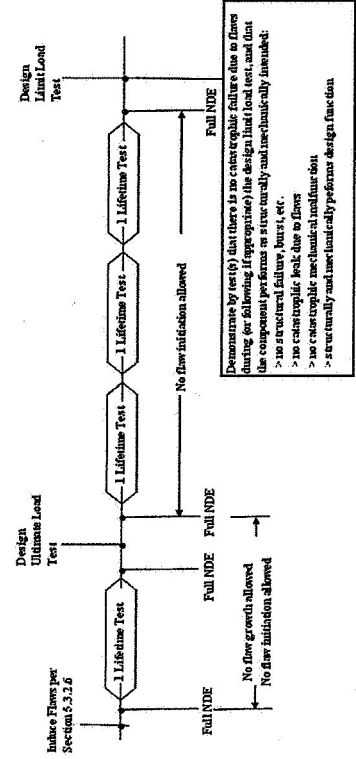 Induce Flaws per
Section 5.3.2.6
1 Lifetime Test
Design
Ultimate Load
Test
1 Lifetime Test
1 Lifetime Test
1 Lifetime Test
Design
Limit Load
Test
Full NDE
Full NDE
Full NDE
Full NDE
No flaw growth allowed
No flaw initiation allowed
No flaw initiation allowed
Demonstrate by test(s) that there is no catastrophic failure due to flaws
during (or following if appropriate) the design limit load test, and that
the component performs as structurally and mechanically intended:
> no structural failure, burst, etc.
> no catastrophic leak due to flaws
> no catastrophic mechanical malfunction
> structurally and mechanically peforms design function